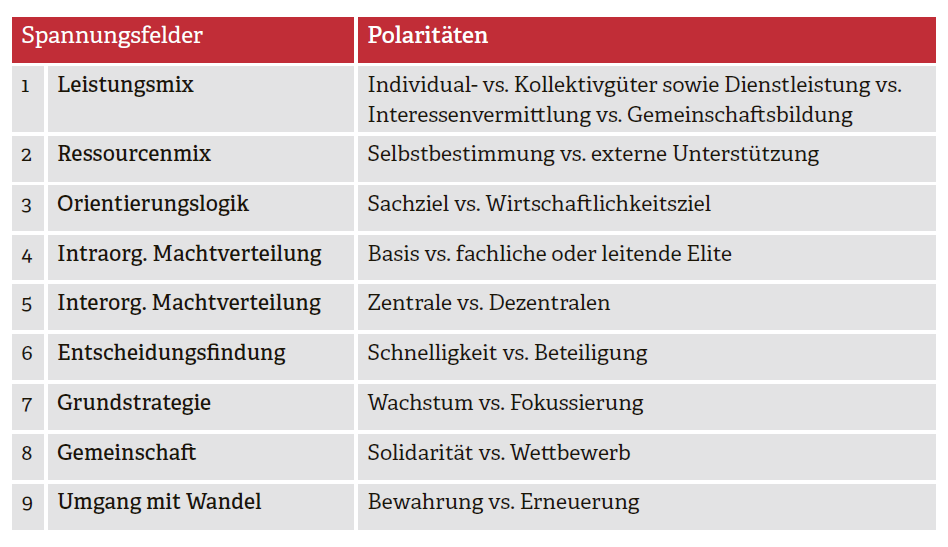 Spannungsfelder Polaritäten
1 Leistungsmix Individual- vs. Kollektivgüter sowie Dienstleistung vs.
Interessenvermittlung vs. Gemeinschaftsbildung
2 Ressourcenmix Selbstbestimmung vs. externe Unterstützung
3 Orientierungslogik Sachziel vs. Wirtschaftlichkeitsziel
4 Intraorg. Machtverteilung Basis vs. fachliche oder leitende Elite
5 Interorg. Machtverteilung Zentrale vs. Dezentralen
6 Entscheidungsfindung Schnelligkeit vs. Beteiligung
7 Grundstrategie Wachstum vs. Fokussierung
8 Gemeinschaft Solidarität vs. Wettbewerb
9 Umgang mit Wandel Bewahrung vs. Erneuerung